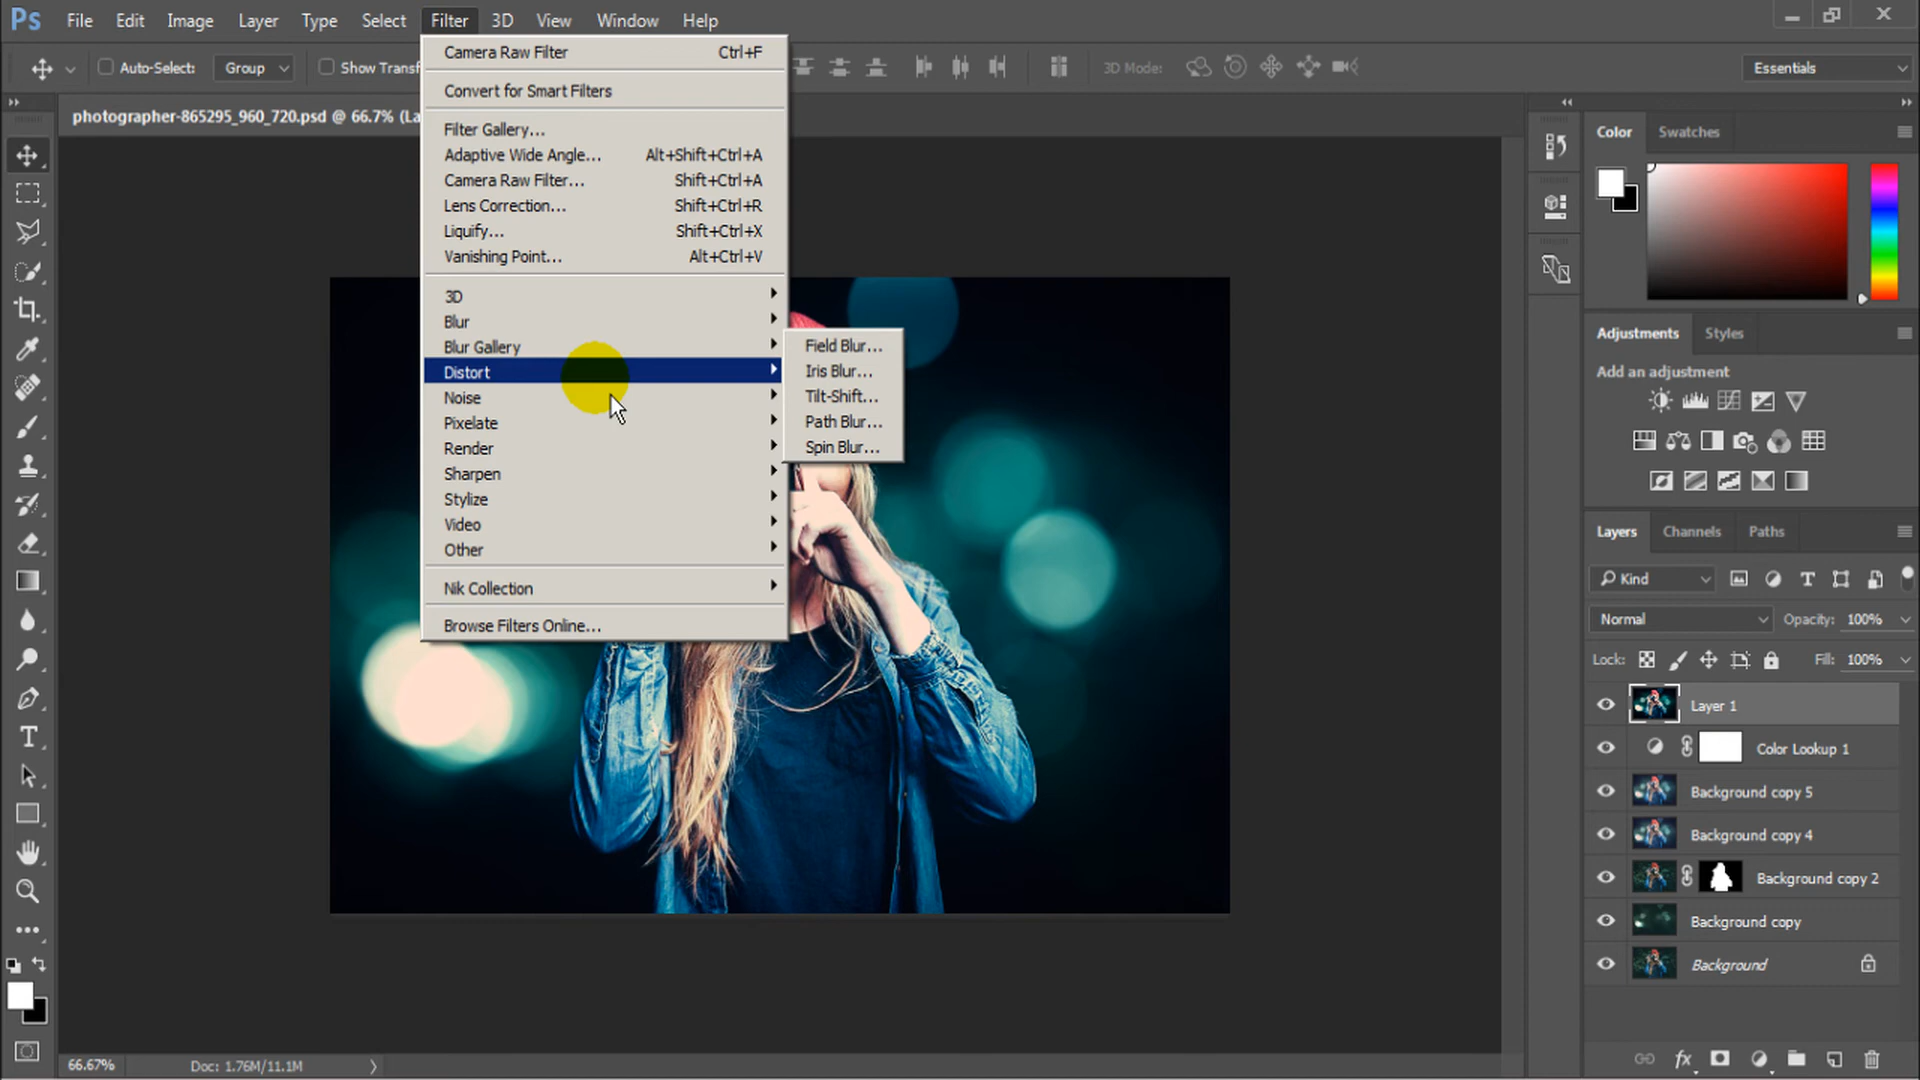 Ps File Edit Image Layer Type Select Filter 3D View Window Help
Auto-Select: Group Show Transf 3D Mode: Essentials
photographer-865295_960_720.psd @ 66.7% (La
Camera Raw Filter Ctrl+F
Convert for Smart Filters
Filter Gallery...
Adaptive Wide Angle... Alt+Shift+Ctrl+A
Camera Raw Filter... Shift+Ctrl+A
Lens Correction... Shift+Ctrl+R
Liquify... Shift+Ctrl+X
Vanishing Point... Alt+Ctrl+V
3D
Blur
Blur Gallery
Distort
Noise
Pixelate
Render
Sharpen
Stylize
Video
Other
Nik Collection
Browse Filters Online...
Field Blur...
Iris Blur...
Tilt-Shift...
Path Blur...
Spin Blur...
Color Swatches
Adjustments Styles
Add an adjustment
Layers Channels Paths
Kind
Normal Opacity: 100%
Lock: Fill: 100%
Layer 1
Color Lookup 1
Background copy 5
Background copy 4
Background copy 2
Background copy
Background
66.67% Doc: 1.76M/11.1M
fx